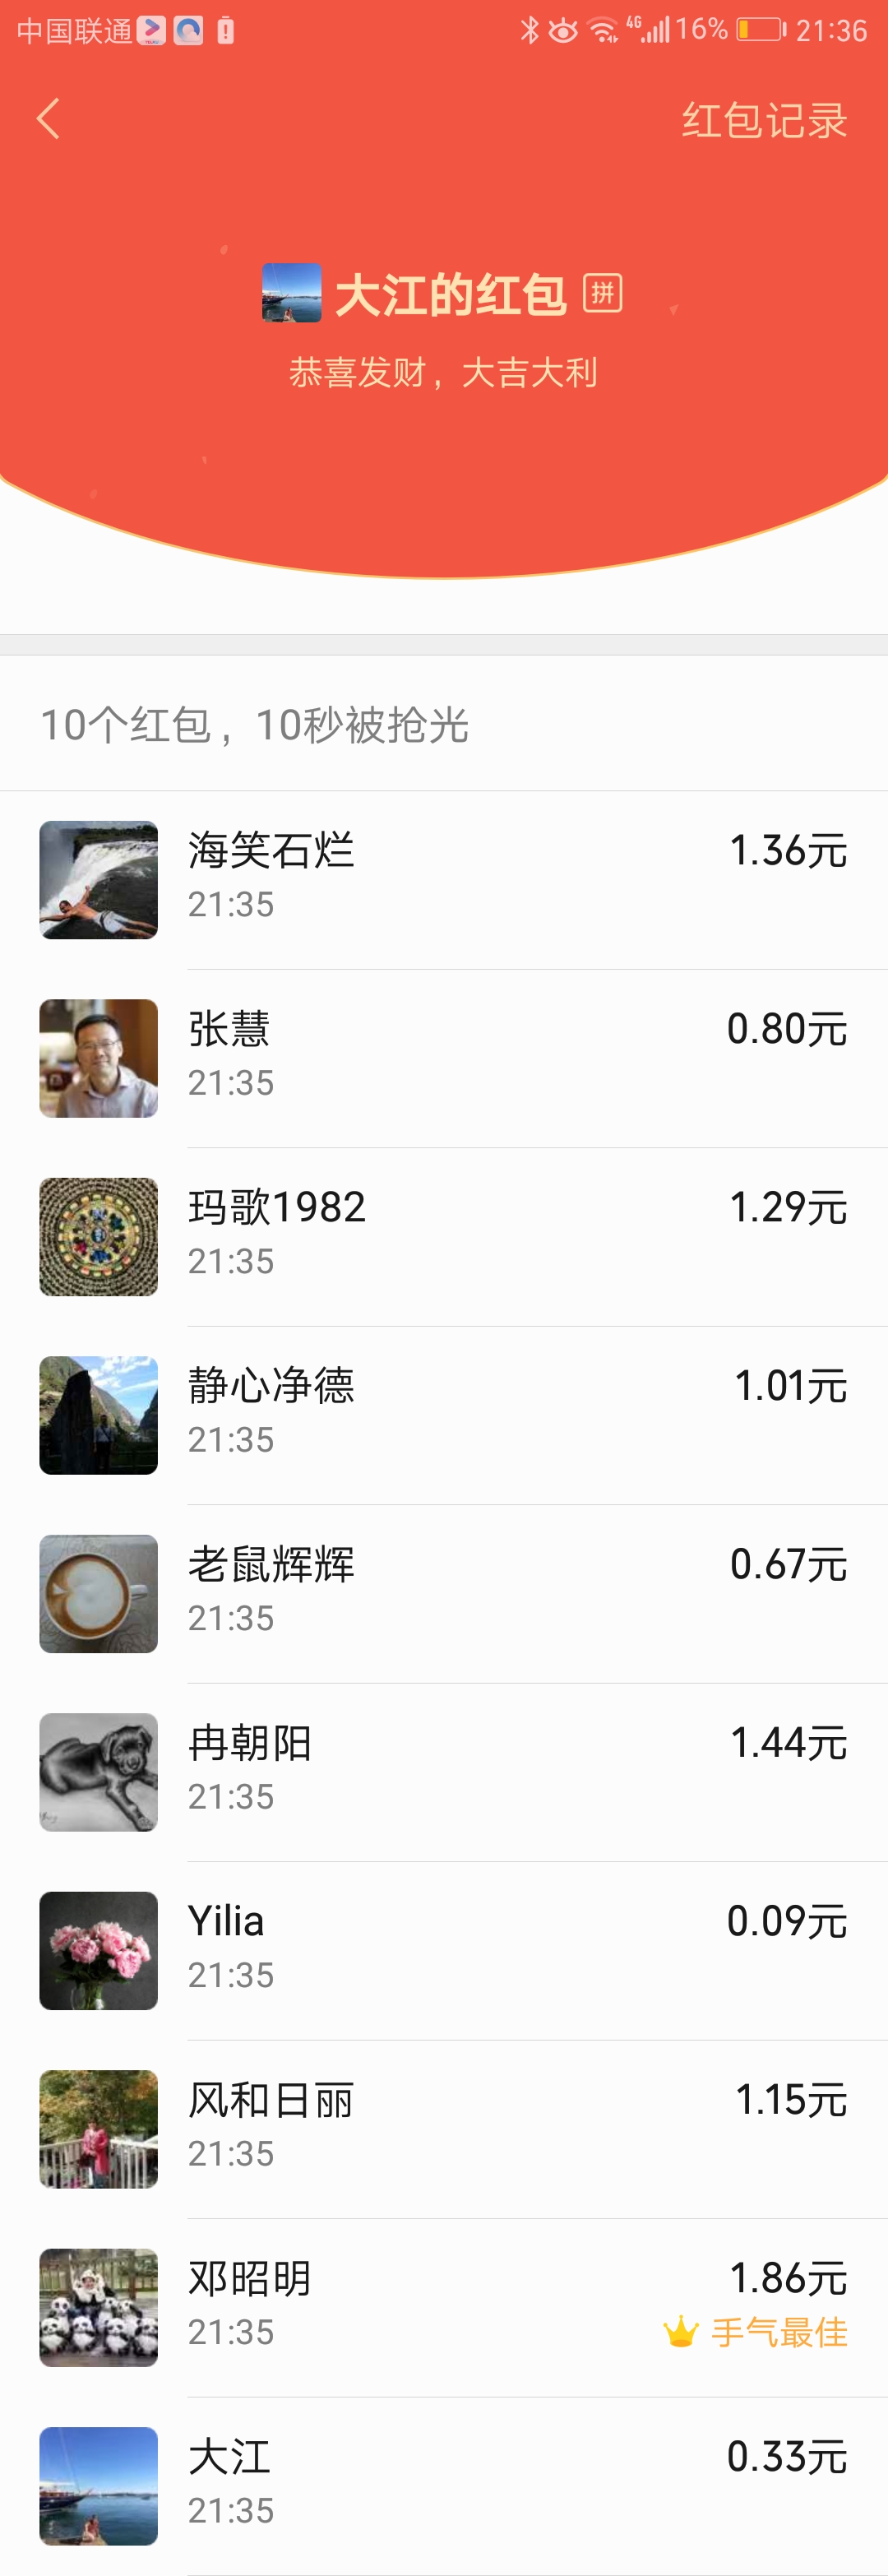 中国联通 4G 16% 21:36
红包记录
大江的红包 拼
恭喜发财，大吉大利
10个红包，10秒被抢光
海笑石烂 1.36元
21:35
张慧 0.80元
21:35
玛歌1982 1.29元
21:35
静心净德 1.01元
21:35
老鼠辉辉 0.67元
21:35
冉朝阳 1.44元
21:35
Yilia 0.09元
21:35
风和日丽 1.15元
21:35
邓昭明 1.86元
21:35 手气最佳
大江 0.33元
21:35